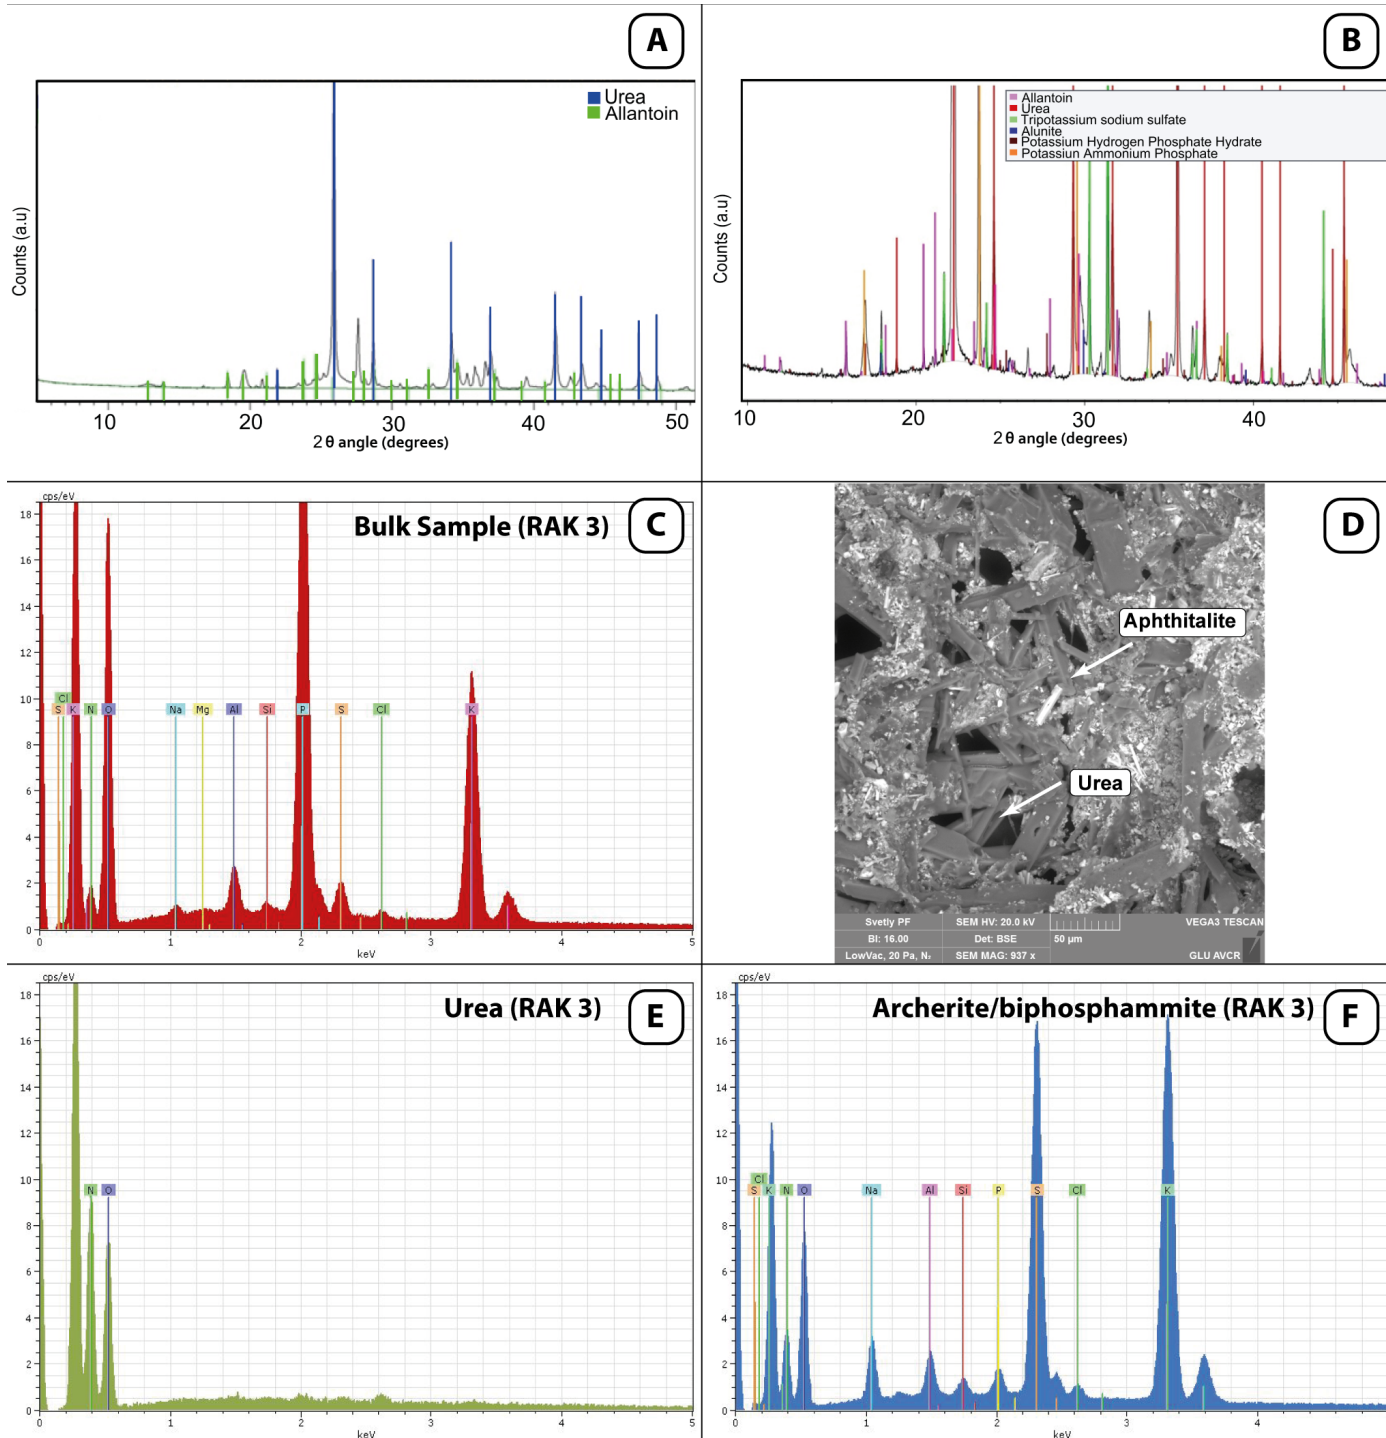 A
Urea
Allantoin
Counts (a.u)
10 20 30 40 50
2 θ angle (degrees)
B
Allantoin
Urea
Tripotassium sodium sulfate
Alunite
Potassium Hydrogen Phosphate Hydrate
Potassiun Ammonium Phosphate
Counts (a.u)
10 20 30 40
2 θ angle (degrees)
C
Bulk Sample (RAK 3)
cps/eV
18
16
14
12
10
8
6
4
2
0
Cl
S K N O Na Mg Al Si P S Cl K
0 1 2 3 4 5
keV
D
Aphthitalite
Urea
Svetly PF SEM HV: 20.0 kV VEGA3 TESCAN
BI: 16.00 Det: BSE 50 µm
LowVac, 20 Pa, N₂ SEM MAG: 937 x GLU AVCR
E
Urea (RAK 3)
cps/eV
18
16
14
12
10
8
6
4
2
0
N O
0 1 2 3 4 5
keV
F
Archerite/biphosphammite (RAK 3)
cps/eV
18
16
14
12
10
8
6
4
2
0
Cl
S K N O Na Al Si P S Cl K
0 1 2 3 4
keV